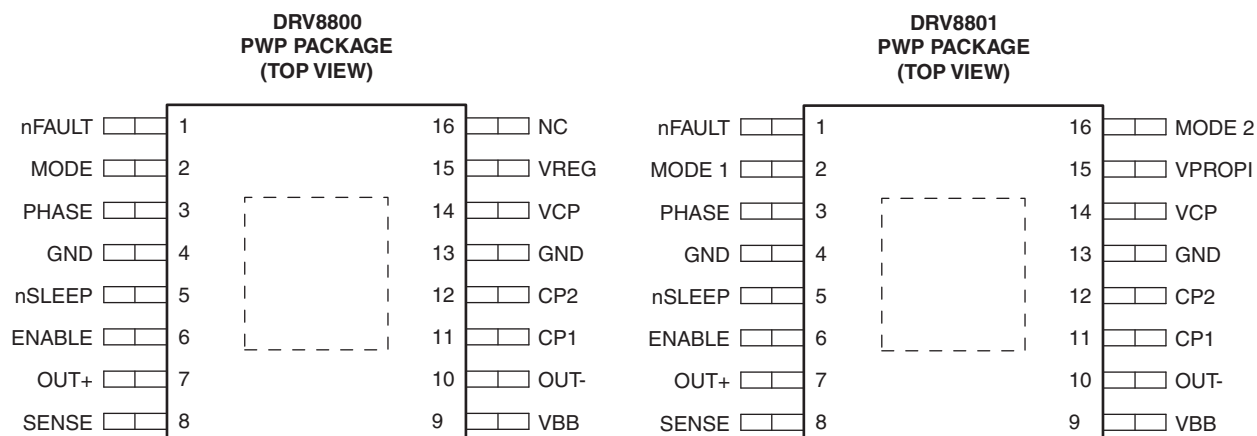 DRV8800
PWP PACKAGE
(TOP VIEW)
nFAULT 1 16 NC
MODE 2 15 VREG
PHASE 3 14 VCP
GND 4 13 GND
nSLEEP 5 12 CP2
ENABLE 6 11 CP1
OUT+ 7 10 OUT-
SENSE 8 9 VBB
DRV8801
PWP PACKAGE
(TOP VIEW)
nFAULT 1 16 MODE 2
MODE 1 2 15 VPROPI
PHASE 3 14 VCP
GND 4 13 GND
nSLEEP 5 12 CP2
ENABLE 6 11 CP1
OUT+ 7 10 OUT-
SENSE 8 9 VBB